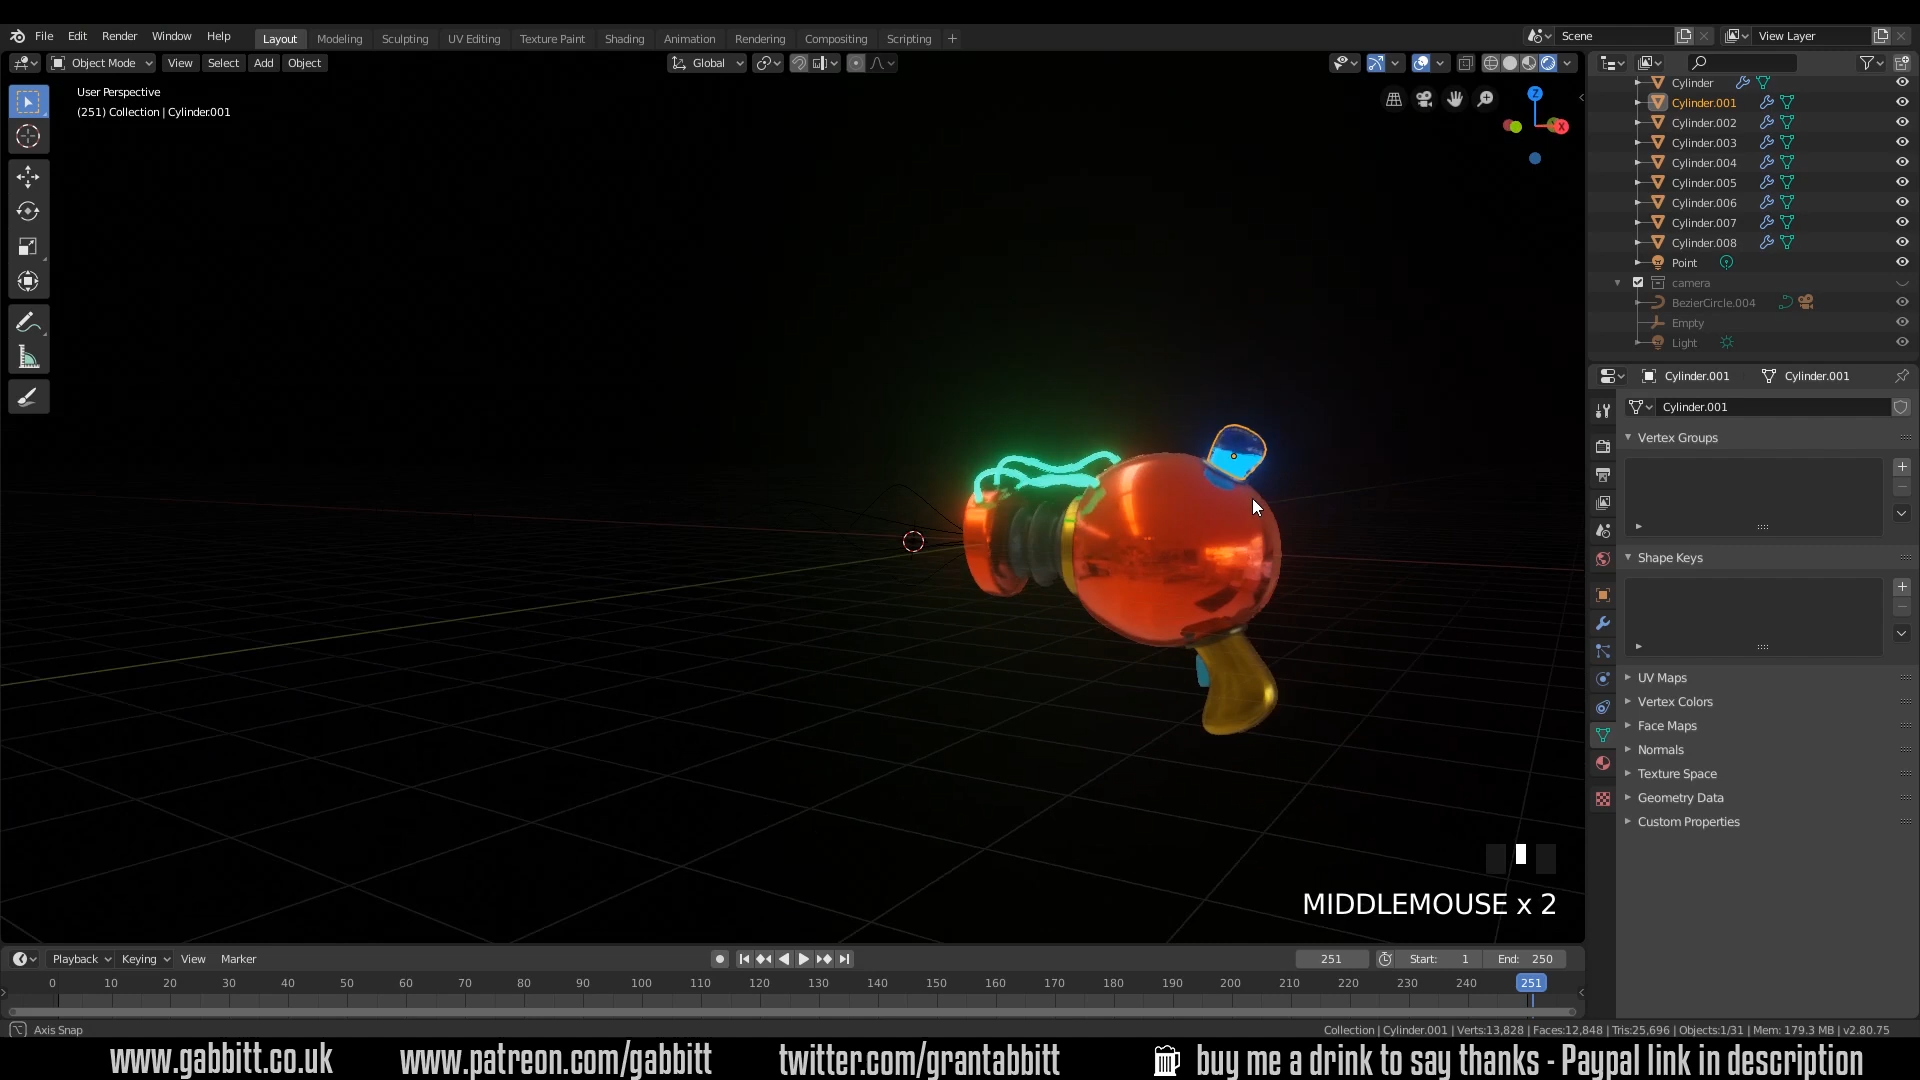 File Edit Render Window Help Layout Modeling Sculpting UV Editing Texture Paint Shading Animation Rendering Compositing Scripting + Scene View Layer
Object Mode View Select Add Object Global
User Perspective
(251) Collection | Cylinder.001
Z
X
Cylinder
Cylinder.001
Cylinder.002
Cylinder.003
Cylinder.004
Cylinder.005
Cylinder.006
Cylinder.007
Cylinder.008
Point
camera
BezierCircle.004
Empty
Light
Cylinder.001 Cylinder.001
Cylinder.001
Vertex Groups
Shape Keys
UV Maps
Vertex Colors
Face Maps
Normals
Texture Space
Geometry Data
Custom Properties
MIDDLEMOUSE x 2
Playback Keying View Marker 251 Start: 1 End: 250
0 10 20 30 40 50 60 70 80 90 100 110 120 130 140 150 160 170 180 190 200 210 220 230 240 251
Axis Snap Collection | Cylinder.001 | Verts:13,828 | Faces:12,848 | Tris:25,696 | Objects:1/31 | Mem: 179.3 MB | v2.80.75
www.gabbitt.co.uk www.patreon.com/gabbitt twitter.com/grantabbitt buy me a drink to say thanks - Paypal link in description